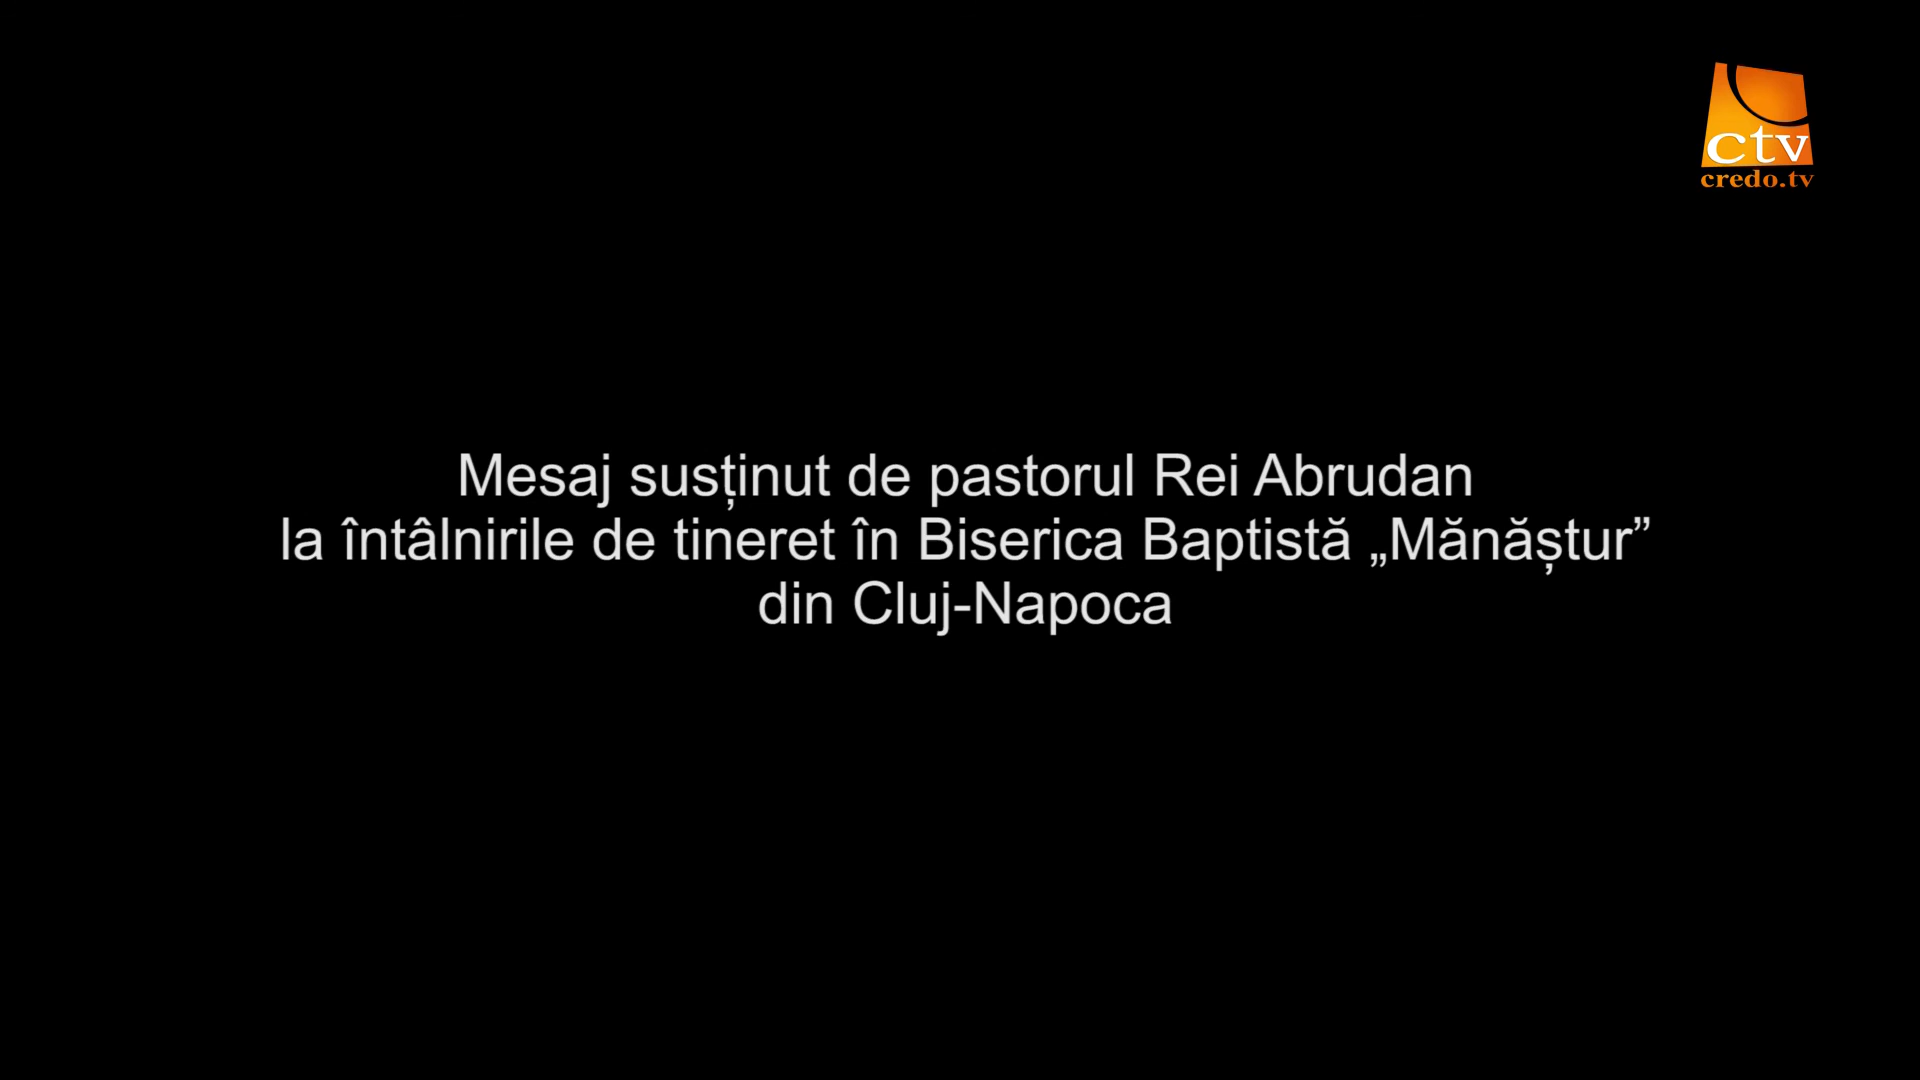 ctv
credo.tv
Mesaj susținut de pastorul Rei Abrudan
la întâlnirile de tineret în Biserica Baptistă „Mănăștur”
din Cluj-Napoca